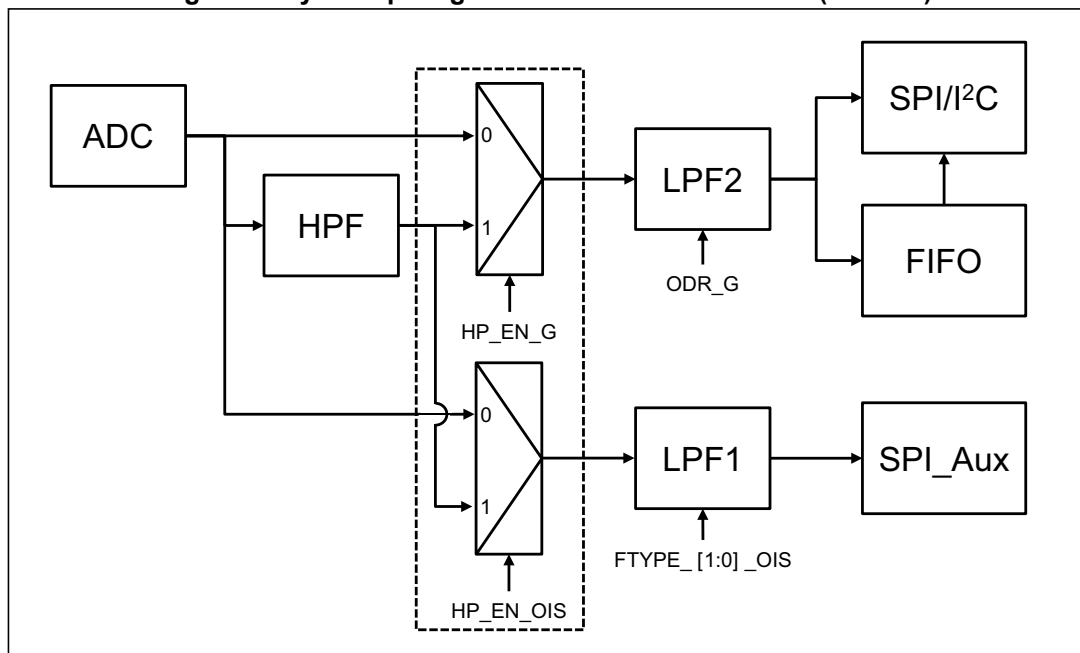 ADC
HPF
0
1
HP_EN_G
0
1
HP_EN_OIS
LPF2
ODR_G
LPF1
FTYPE_ [1:0] _OIS
SPI/I²C
FIFO
SPI_Aux